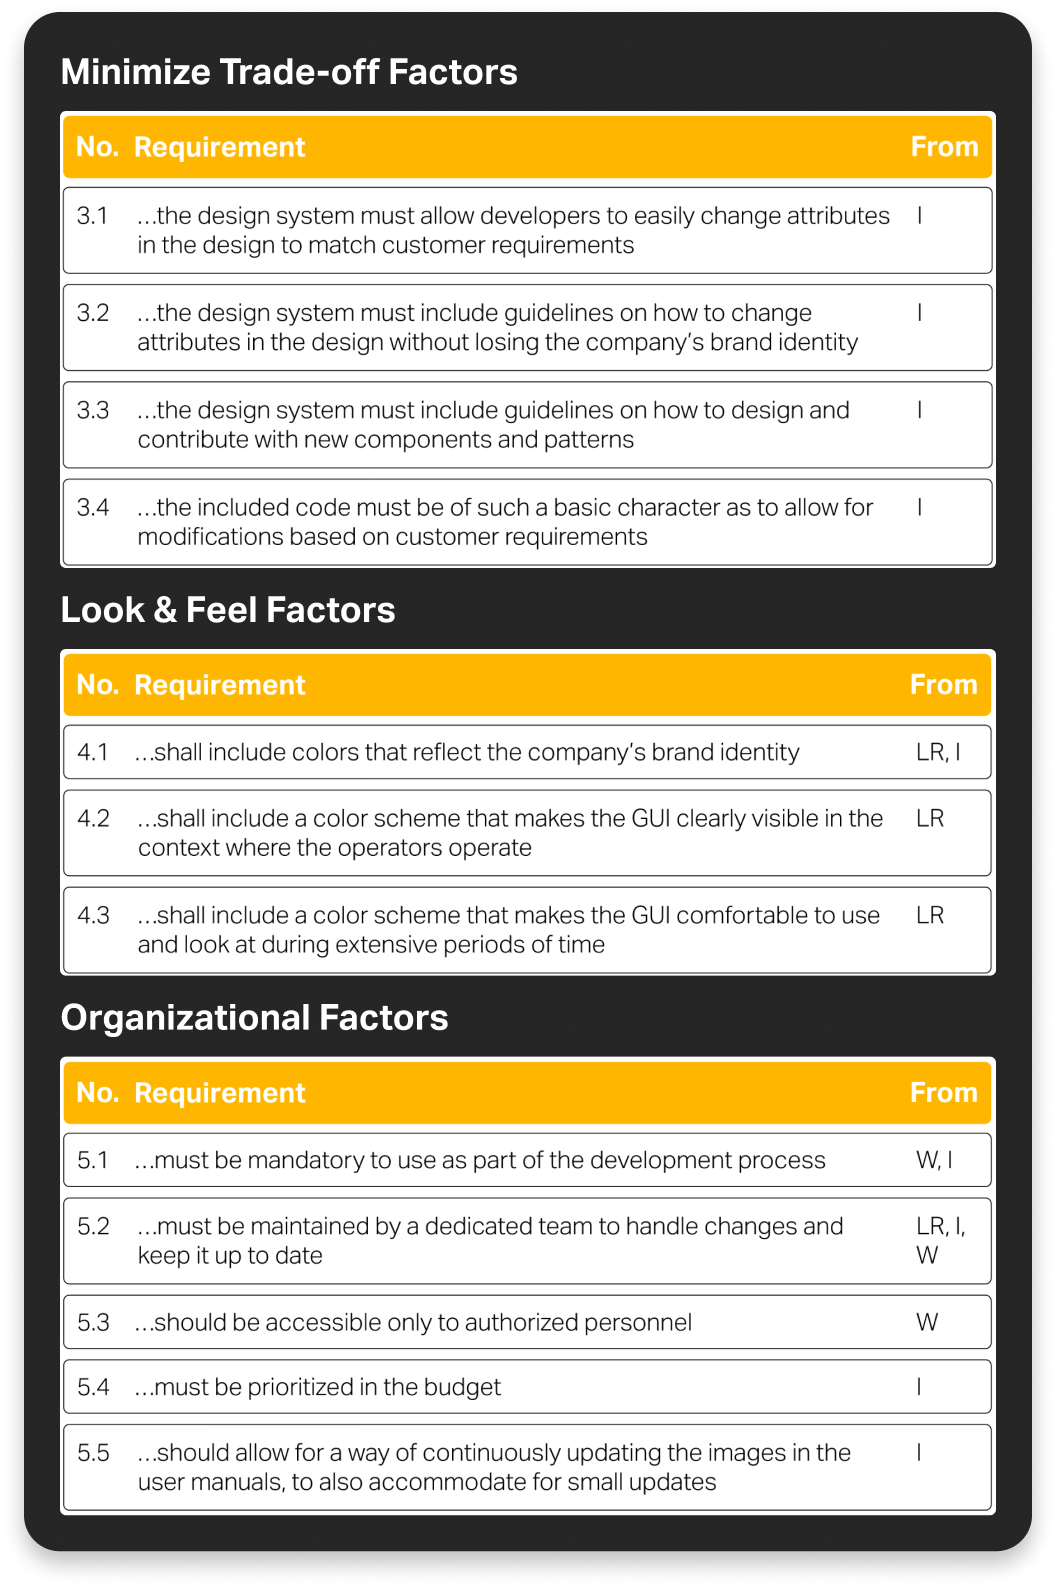 Minimize Trade-off Factors
No. Requirement From
3.1 …the design system must allow developers to easily change attributes I
in the design to match customer requirements
3.2 …the design system must include guidelines on how to change I
attributes in the design without losing the company’s brand identity
3.3 …the design system must include guidelines on how to design and I
contribute with new components and patterns
3.4 …the included code must be of such a basic character as to allow for I
modifications based on customer requirements
Look & Feel Factors
No. Requirement From
4.1 …shall include colors that reflect the company’s brand identity LR, I
4.2 …shall include a color scheme that makes the GUI clearly visible in the LR
context where the operators operate
4.3 …shall include a color scheme that makes the GUI comfortable to use LR
and look at during extensive periods of time
Organizational Factors
No. Requirement From
5.1 …must be mandatory to use as part of the development process W, I
5.2 …must be maintained by a dedicated team to handle changes and LR, I,
keep it up to date W
5.3 …should be accessible only to authorized personnel W
5.4 …must be prioritized in the budget I
5.5 …should allow for a way of continuously updating the images in the I
user manuals, to also accommodate for small updates